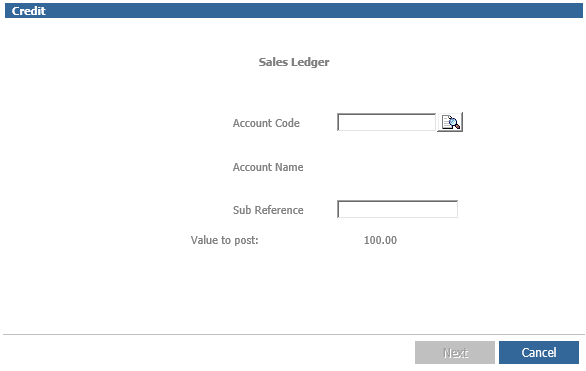 Credit
Sales Ledger
Account Code
Account Name
Sub Reference
Value to post: 100.00
Next Cancel